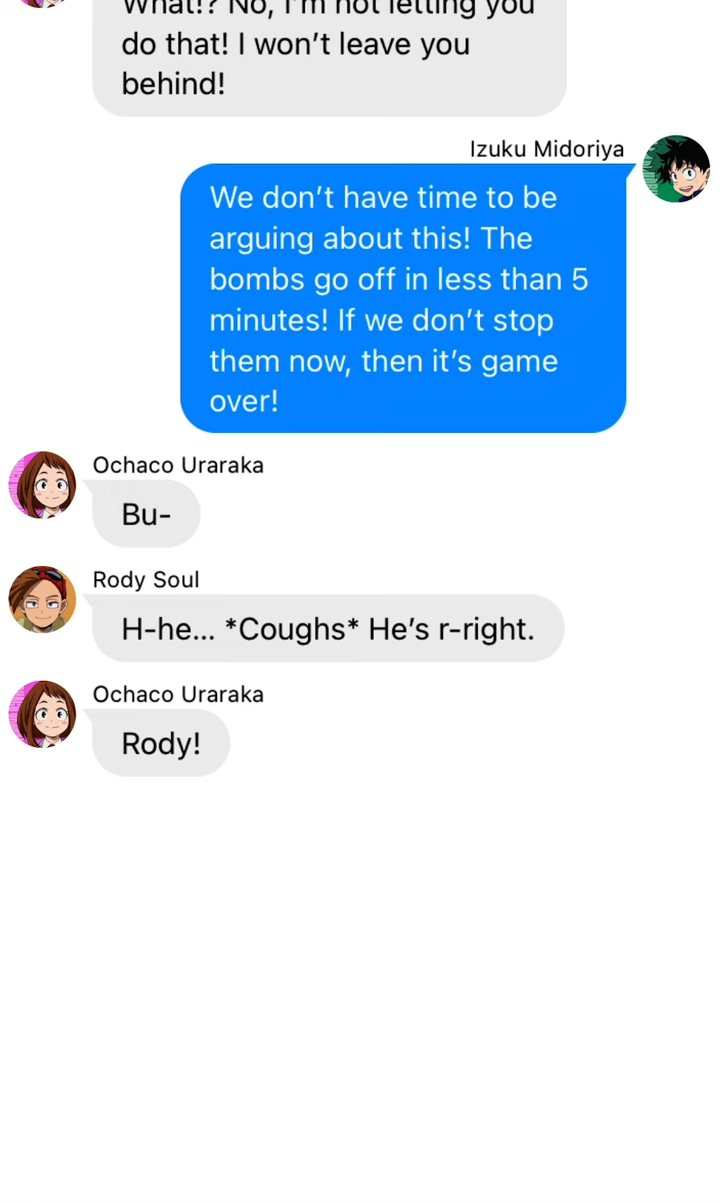 What!? No, I'm not letting you
do that! I won't leave you
behind!
Izuku Midoriya
We don't have time to be
arguing about this! The
bombs go off in less than 5
minutes! If we don't stop
them now, then it's game
over!
Ochaco Uraraka
Bu-
Rody Soul
H-he... *Coughs* He's r-right.
Ochaco Uraraka
Rody!